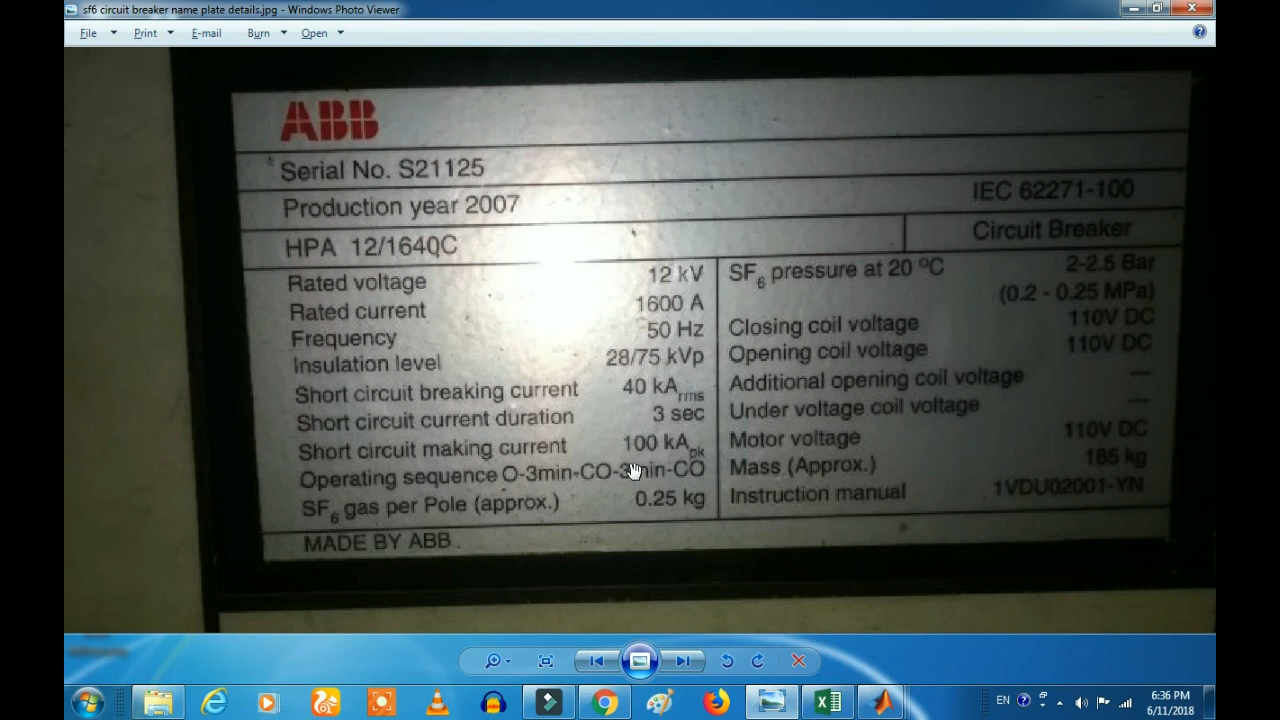 sf6 circuit breaker name plate details.jpg - Windows Photo Viewer
File Print E-mail Burn Open
ABB
Serial No. S21125
Production year 2007
IEC 62271-100
HPA 12/1640C
Circuit Breaker
Rated voltage 12 kV
Rated current 1600 A
Frequency 50 Hz
Insulation level 28/75 kVp
Short circuit breaking current 40 kArms
Short circuit current duration 3 sec
Short circuit making current 100 kApk
Operating sequence O-3min-CO-3min-CO
SF6 gas per Pole (approx.) 0.25 kg
SF6 pressure at 20 °C 2-2.5 Bar
(0.2 - 0.25 MPa)
Closing coil voltage 110V DC
Opening coil voltage 110V DC
Additional opening coil voltage —
Under voltage coil voltage —
Motor voltage 110V DC
Mass (Approx.) 185 kg
Instruction manual 1VDU02001-YN
MADE BY ABB
EN
6:36 PM
6/11/2018